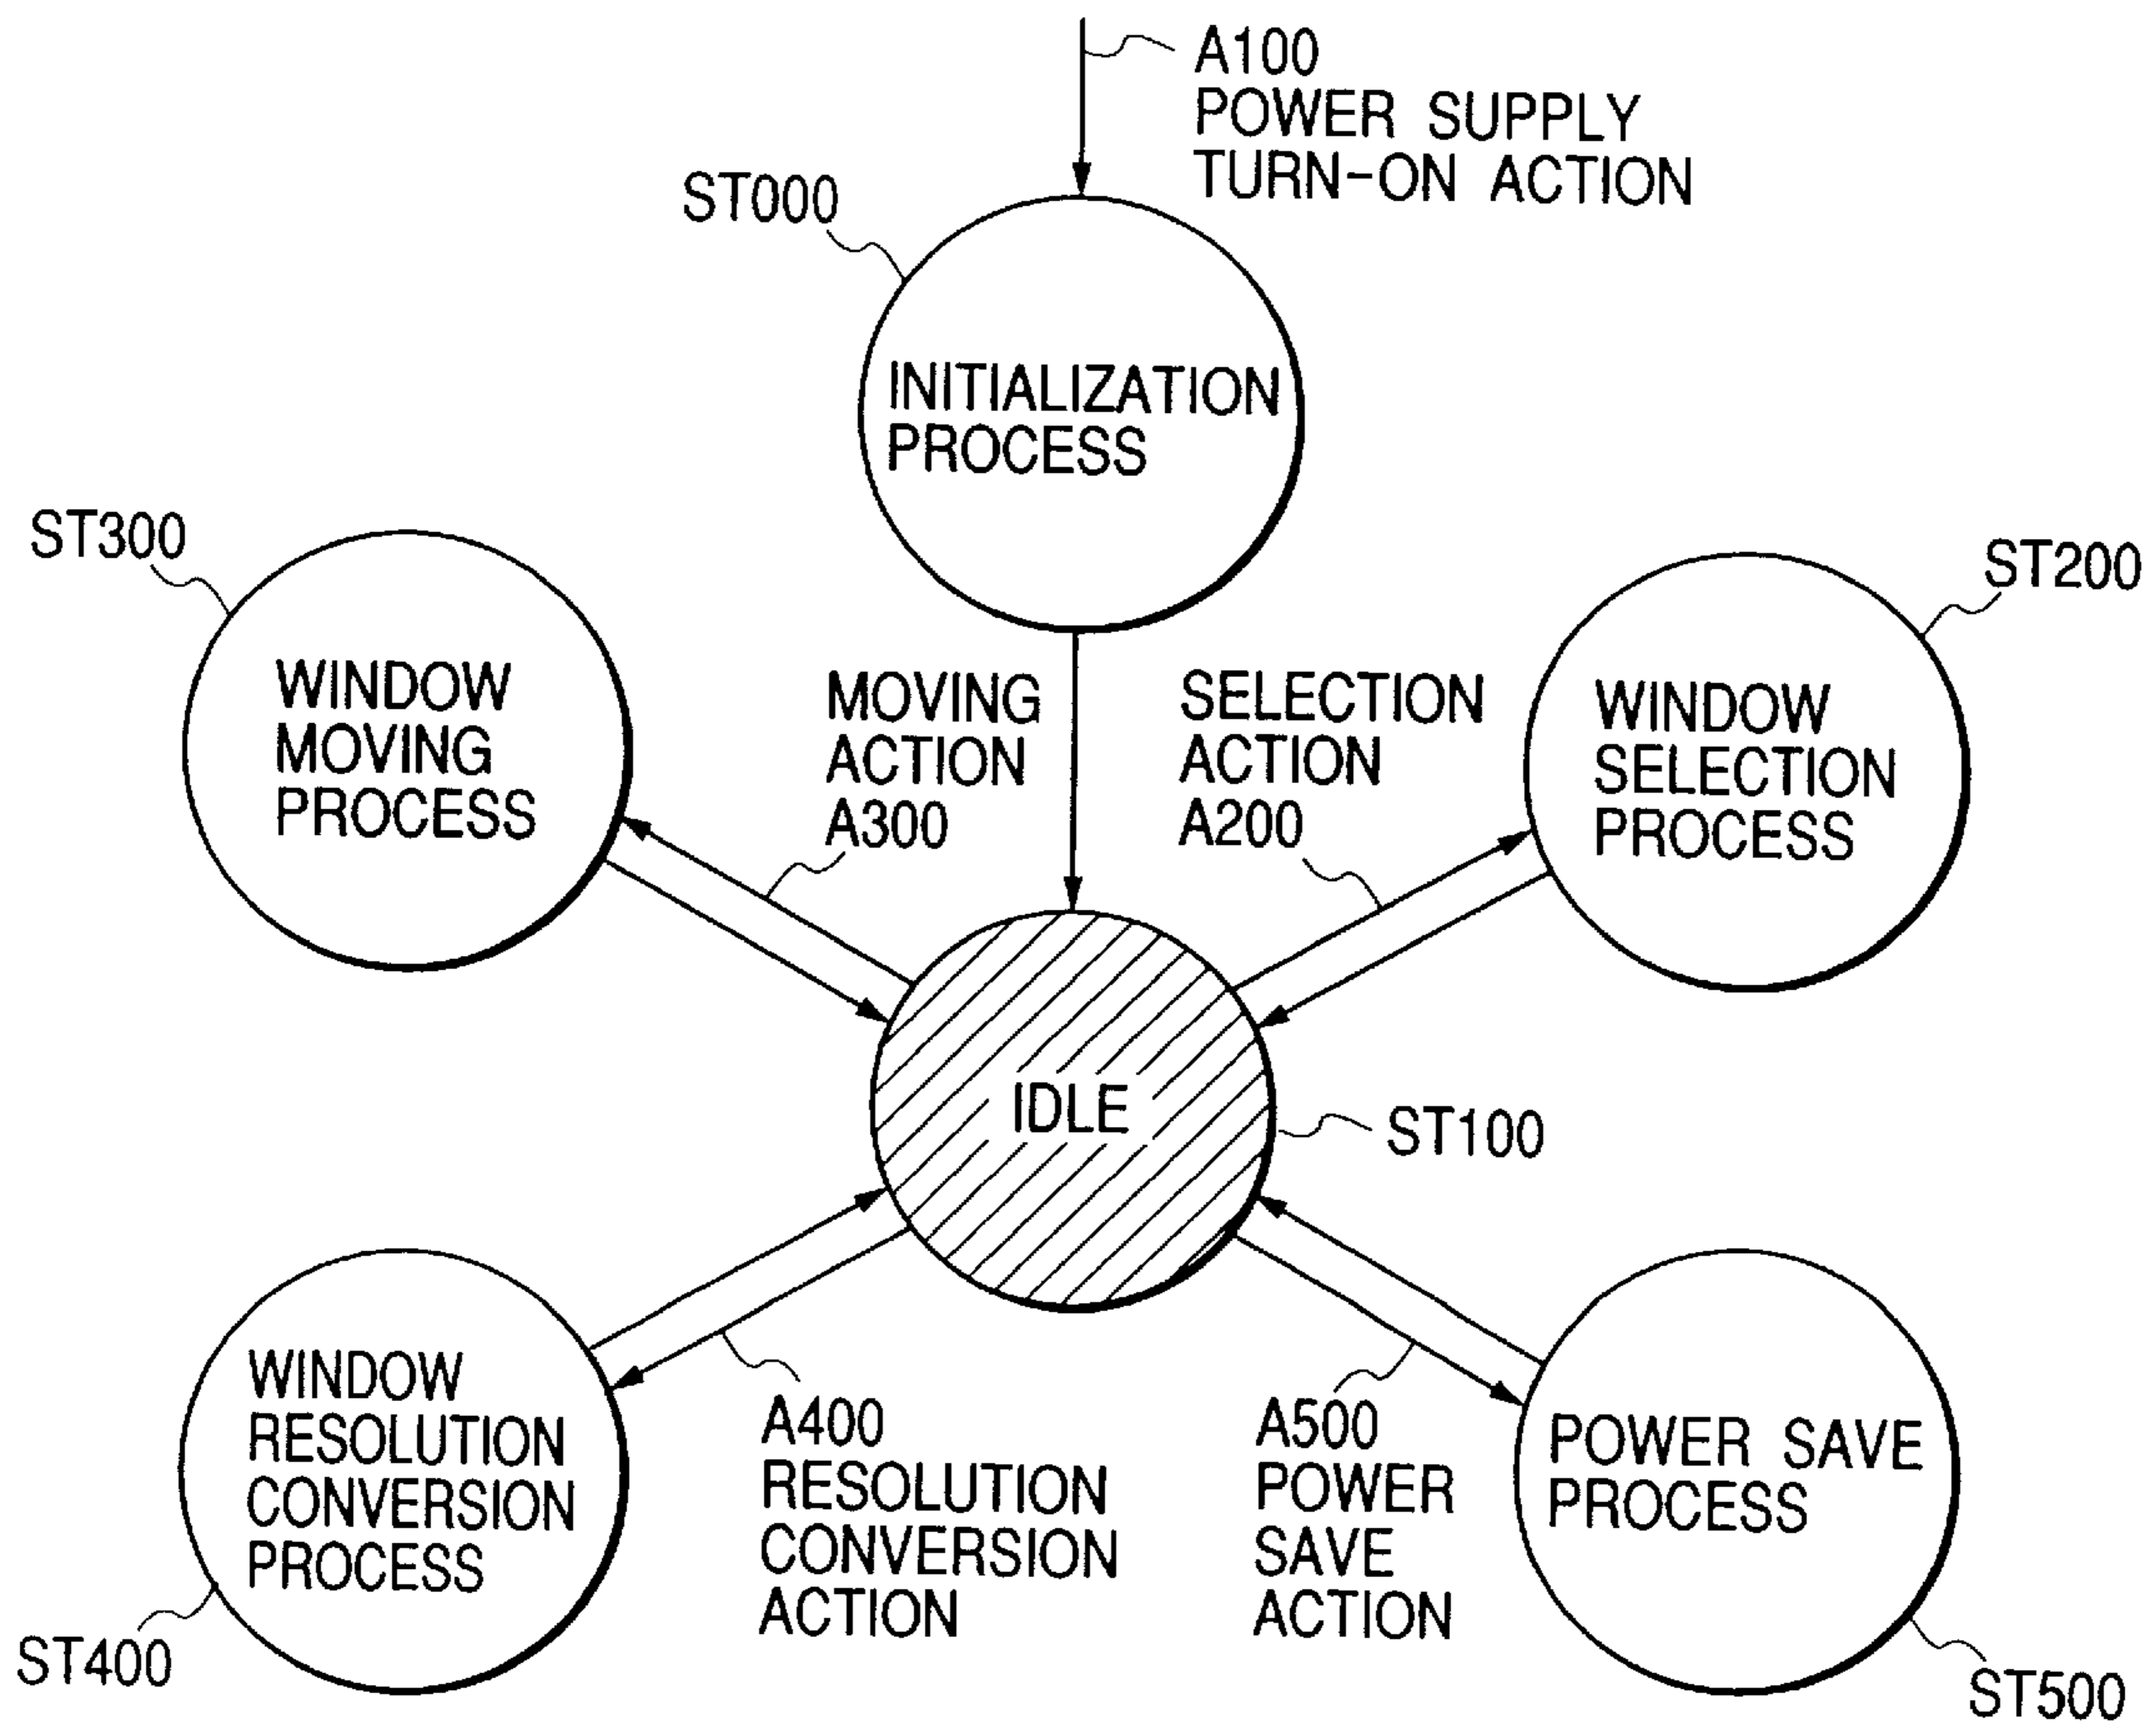 A100
POWER SUPPLY
TURN-ON ACTION
ST000
INITIALIZATION
PROCESS
ST300
WINDOW
MOVING
PROCESS
MOVING
ACTION
A300
SELECTION
ACTION
A200
ST200
WINDOW
SELECTION
PROCESS
IDLE
ST100
WINDOW
RESOLUTION
CONVERSION
PROCESS
ST400
A400
RESOLUTION
CONVERSION
ACTION
A500
POWER
SAVE
ACTION
POWER SAVE
PROCESS
ST500